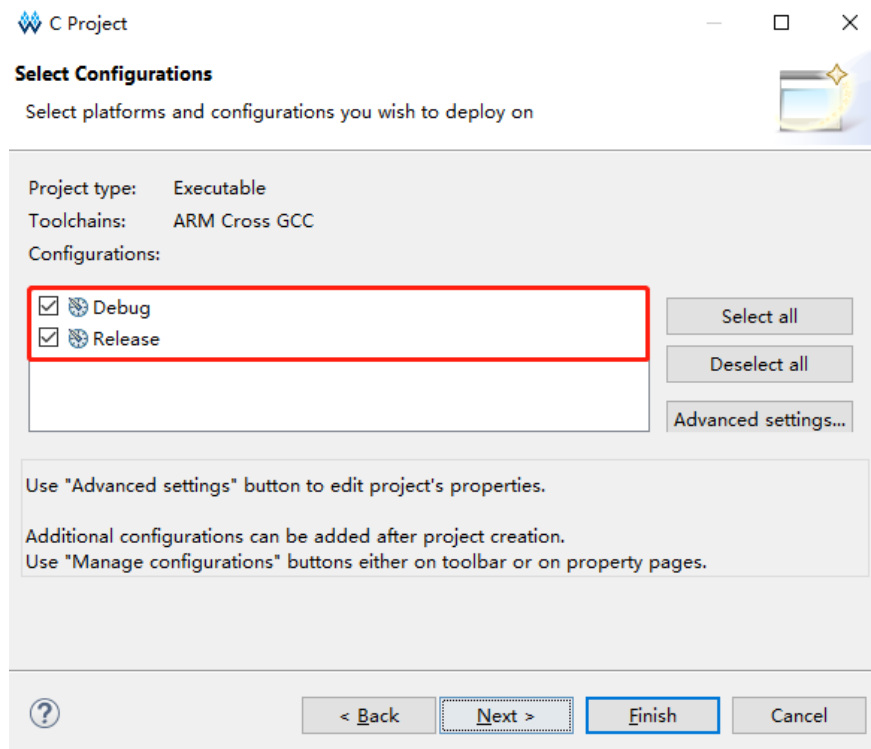 C Project
Select Configurations
Select platforms and configurations you wish to deploy on
Project type: Executable
Toolchains: ARM Cross GCC
Configurations:
Debug
Release
Select all
Deselect all
Advanced settings...
Use "Advanced settings" button to edit project's properties.
Additional configurations can be added after project creation.
Use "Manage configurations" buttons either on toolbar or on property pages.
?
< Back
Next >
Finish
Cancel